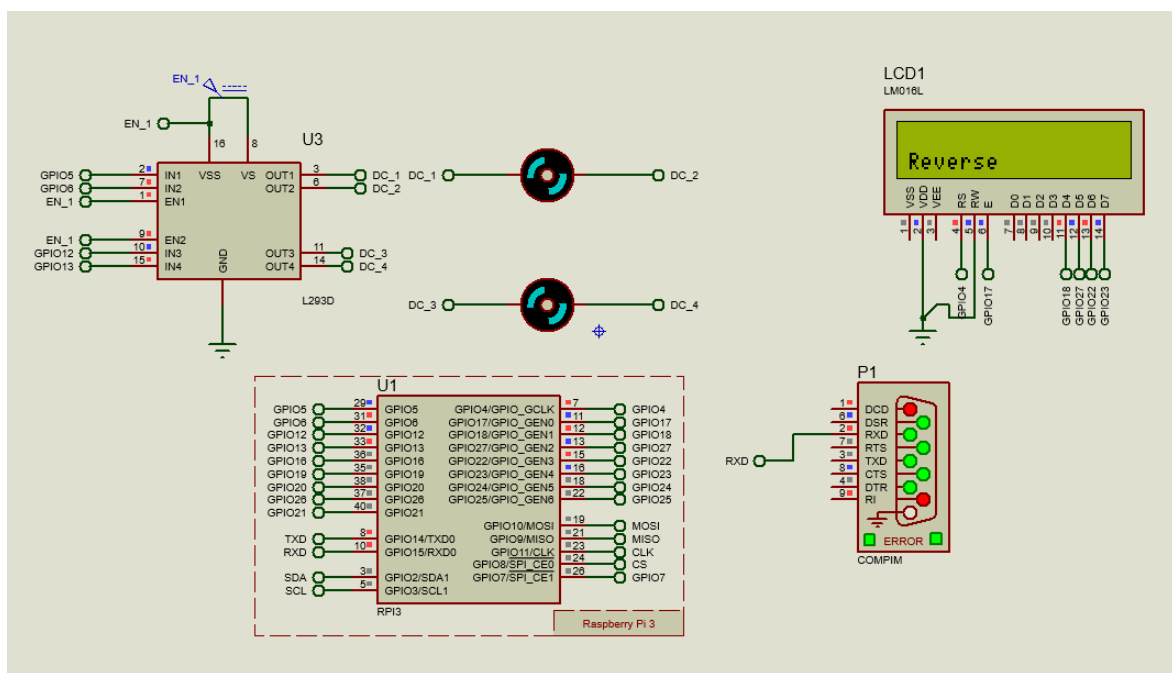 EN_1
EN_1
U3
16 8
GPIO5 2 IN1 VSS VS OUT1 3 DC_1
GPIO6 7 IN2 OUT2 6 DC_2
EN_1 1 EN1
EN_1 9 EN2
GPIO12 10 IN3 OUT3 11 DC_3
GPIO13 15 IN4 GND OUT4 14 DC_4
L293D
DC_1 DC_2
DC_3 DC_4
LCD1
LM016L
Reverse
VSS VDD VEE RS RW E D0 D1 D2 D3 D4 D5 D6 D7
1 2 3 4 5 6 7 8 9 10 11 12 13 14
GPIO4 GPIO17 GPIO18 GPIO27 GPIO22 GPIO23
U1
GPIO5 29 GPIO5 GPIO4/GPIO_GCLK 7 GPIO4
GPIO6 31 GPIO6 GPIO17/GPIO_GEN0 11 GPIO17
GPIO12 32 GPIO12 GPIO18/GPIO_GEN1 12 GPIO18
GPIO13 33 GPIO13 GPIO27/GPIO_GEN2 13 GPIO27
GPIO16 36 GPIO16 GPIO22/GPIO_GEN3 15 GPIO22
GPIO19 35 GPIO19 GPIO23/GPIO_GEN4 16 GPIO23
GPIO20 38 GPIO20 GPIO24/GPIO_GEN5 18 GPIO24
GPIO26 37 GPIO26 GPIO25/GPIO_GEN6 22 GPIO25
GPIO21 40 GPIO21
GPIO10/MOSI 19 MOSI
TXD 8 GPIO14/TXD0 GPIO9/MISO 21 MISO
RXD 10 GPIO15/RXD0 GPIO11/CLK 23 CLK
GPIO8/SPI_CE0 24 CS
SDA 3 GPIO2/SDA1 GPIO7/SPI_CE1 26 GPIO7
SCL 5 GPIO3/SCL1
RPI3
Raspberry Pi 3
P1
1 DCD
6 DSR
2 RXD
7 RTS
RXD 3 TXD
8 CTS
4 DTR
9 RI
ERROR
COMPIM